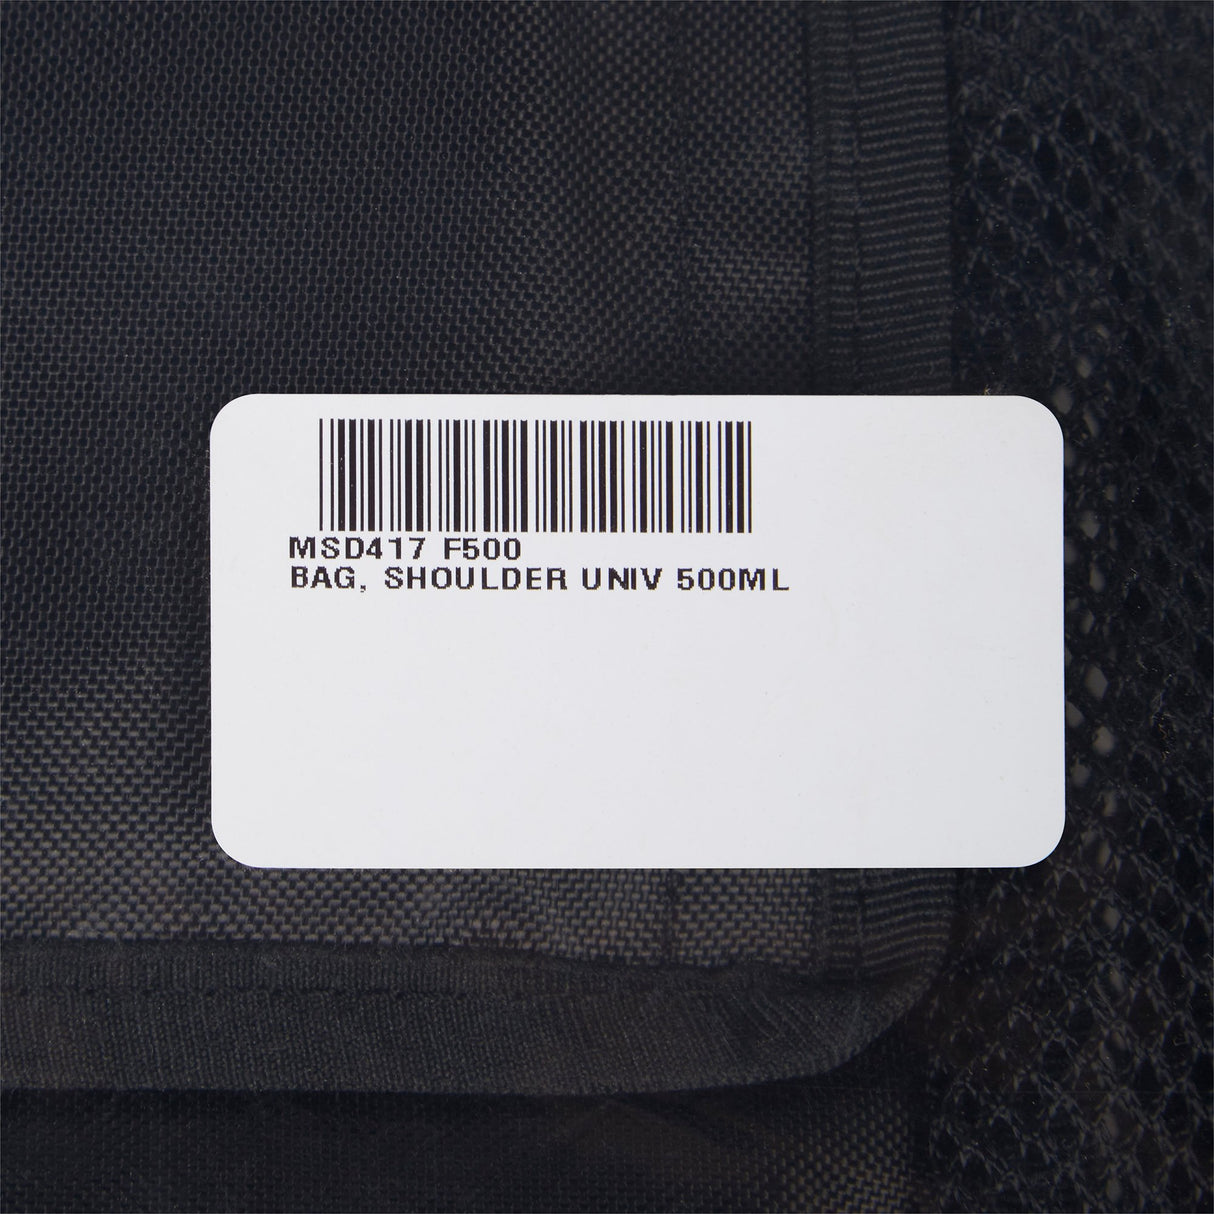 MSD417 F500
BAG, SHOULDER UNIV 500ML